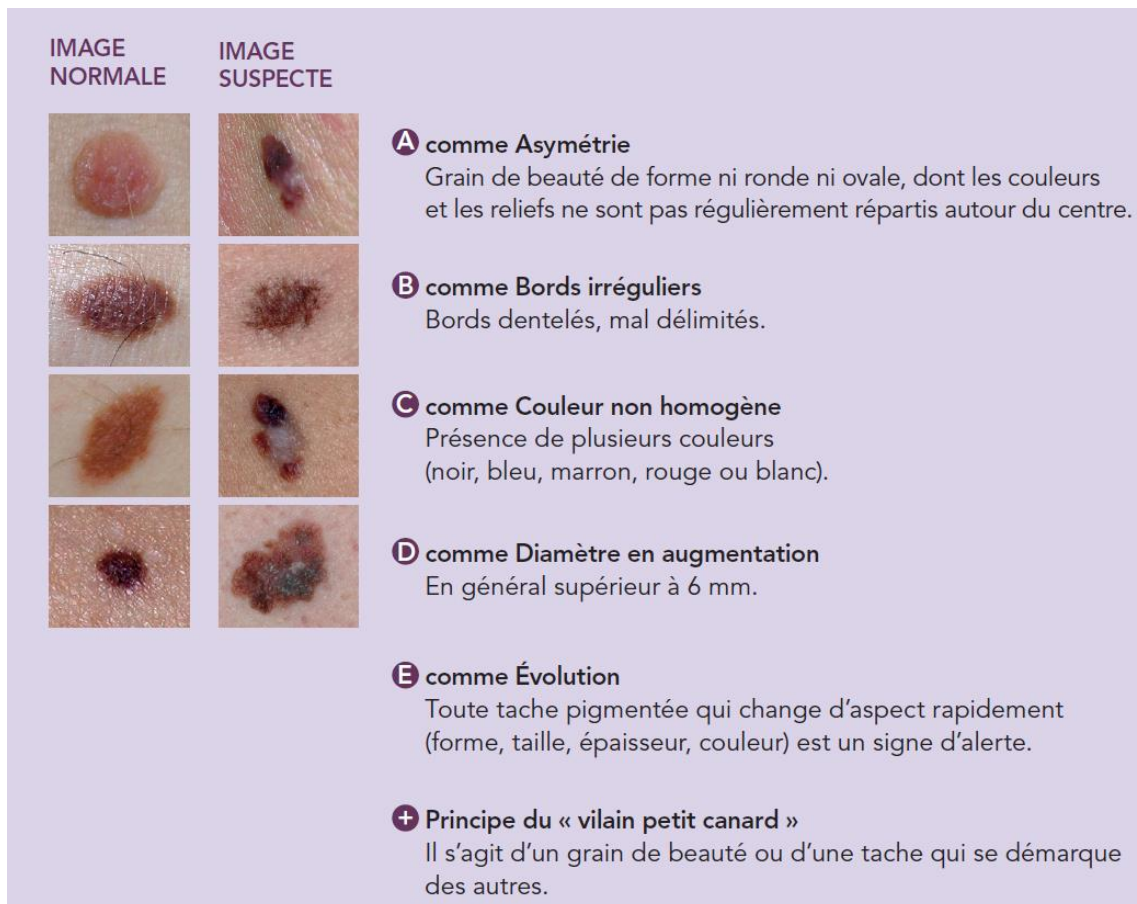 IMAGE
NORMALE
IMAGE
SUSPECTE
A comme Asymétrie
Grain de beauté de forme ni ronde ni ovale, dont les couleurs
et les reliefs ne sont pas régulièrement répartis autour du centre.
B comme Bords irréguliers
Bords dentelés, mal délimités.
C comme Couleur non homogène
Présence de plusieurs couleurs
(noir, bleu, marron, rouge ou blanc).
D comme Diamètre en augmentation
En général supérieur à 6 mm.
E comme Évolution
Toute tache pigmentée qui change d’aspect rapidement
(forme, taille, épaisseur, couleur) est un signe d’alerte.
+ Principe du « vilain petit canard »
Il s’agit d’un grain de beauté ou d’une tache qui se démarque
des autres.